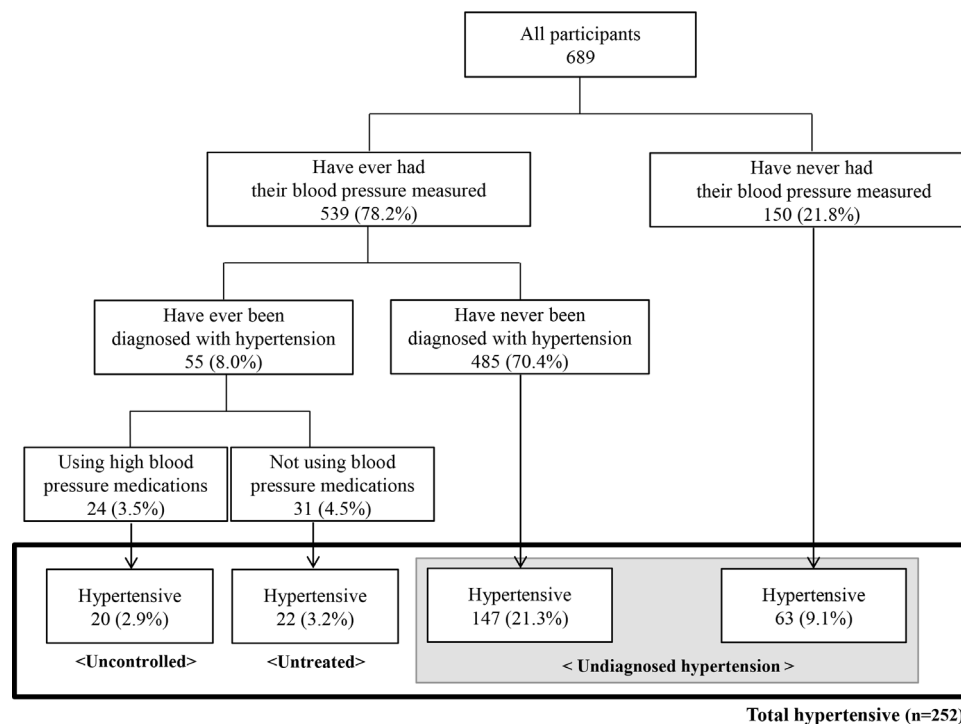 All participants
689
Have ever had
their blood pressure measured
539 (78.2%)
Have never had
their blood pressure measured
150 (21.8%)
Have ever been
diagnosed with hypertension
55 (8.0%)
Have never been
diagnosed with hypertension
485 (70.4%)
Using high blood
pressure medications
24 (3.5%)
Not using blood
pressure medications
31 (4.5%)
Hypertensive
20 (2.9%)
Hypertensive
22 (3.2%)
Hypertensive
147 (21.3%)
Hypertensive
63 (9.1%)
<Uncontrolled>
<Untreated>
< Undiagnosed hypertension >
Total hypertensive (n=252)